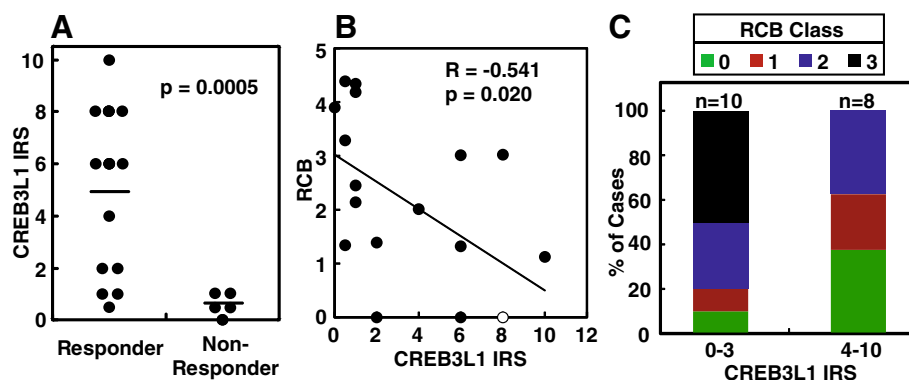 A
CREB3L1 IRS
10
8
6
4
2
0
p = 0.0005
Responder
Non-
Responder
B
RCB
5
4
3
2
1
0
R = -0.541
p = 0.020
0 2 4 6 8 10 12
CREB3L1 IRS
C
RCB Class
0 1 2 3
% of Cases
100
80
60
40
20
0
n=10 n=8
0-3 4-10
CREB3L1 IRS